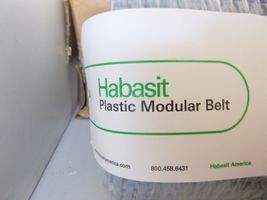 Habasit
Plastic Modular Belt
800.458.6431
Habasit America